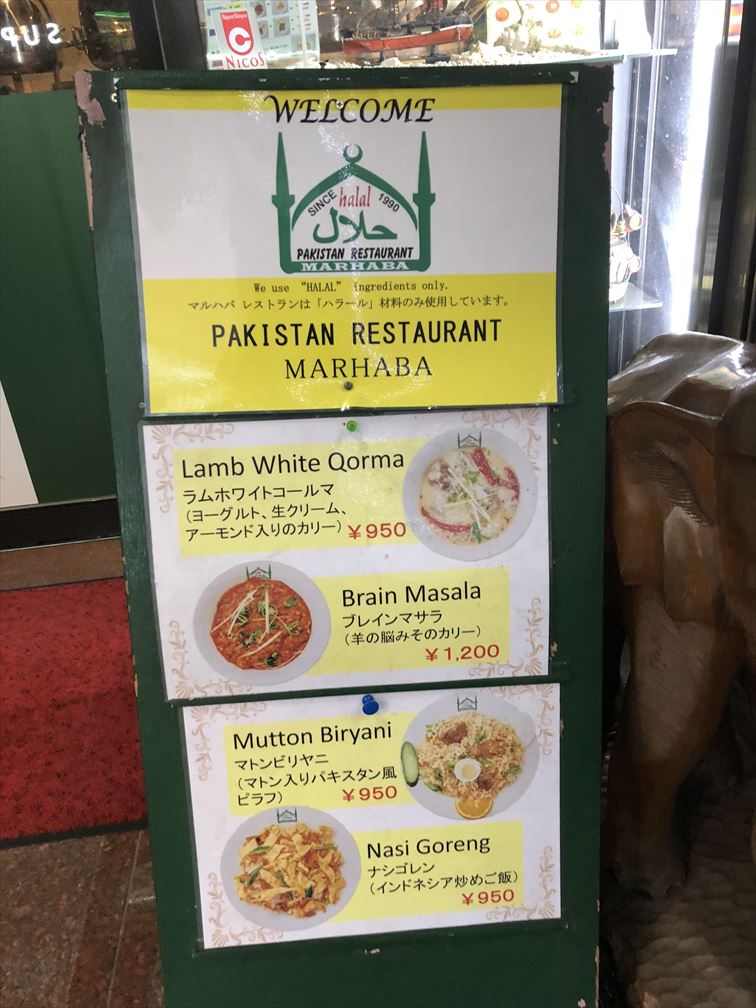 SUP
C
NICOS
WELCOME
SINCE halal 1990
حلال
PAKISTAN RESTAURANT
MARHABA
We use “HALAL” ingredients only.
マルハバ レストランは「ハラール」材料のみ使用しています。
PAKISTAN RESTAURANT
MARHABA
Lamb White Qorma
ラムホワイトコールマ
(ヨーグルト、生クリーム、
アーモンド入りのカリー) ¥950
Brain Masala
ブレインマサラ
(羊の脳みそのカリー)
¥1,200
Mutton Biryani
マトンビリヤニ
(マトン入りパキスタン風
ピラフ) ¥950
Nasi Goreng
ナシゴレン
(インドネシア炒めご飯)
¥950